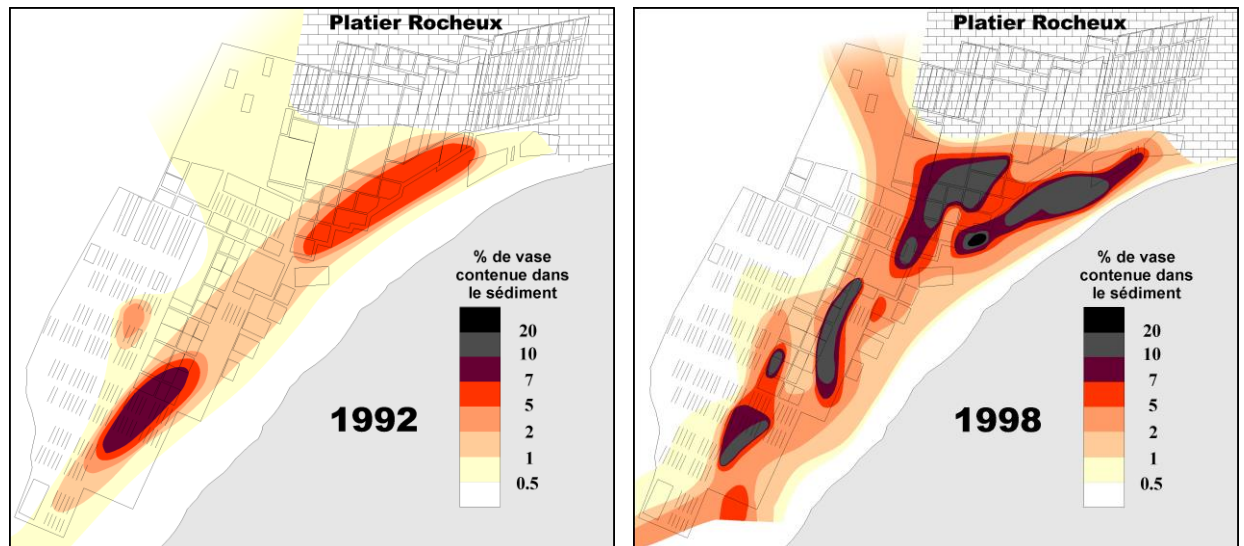 Platier Rocheux
% de vase
contenue dans
le sédiment
20
10
7
5
2
1
0.5
1992
Platier Rocheux
% de vase
contenue dans
le sédiment
20
10
7
5
2
1
0.5
1998